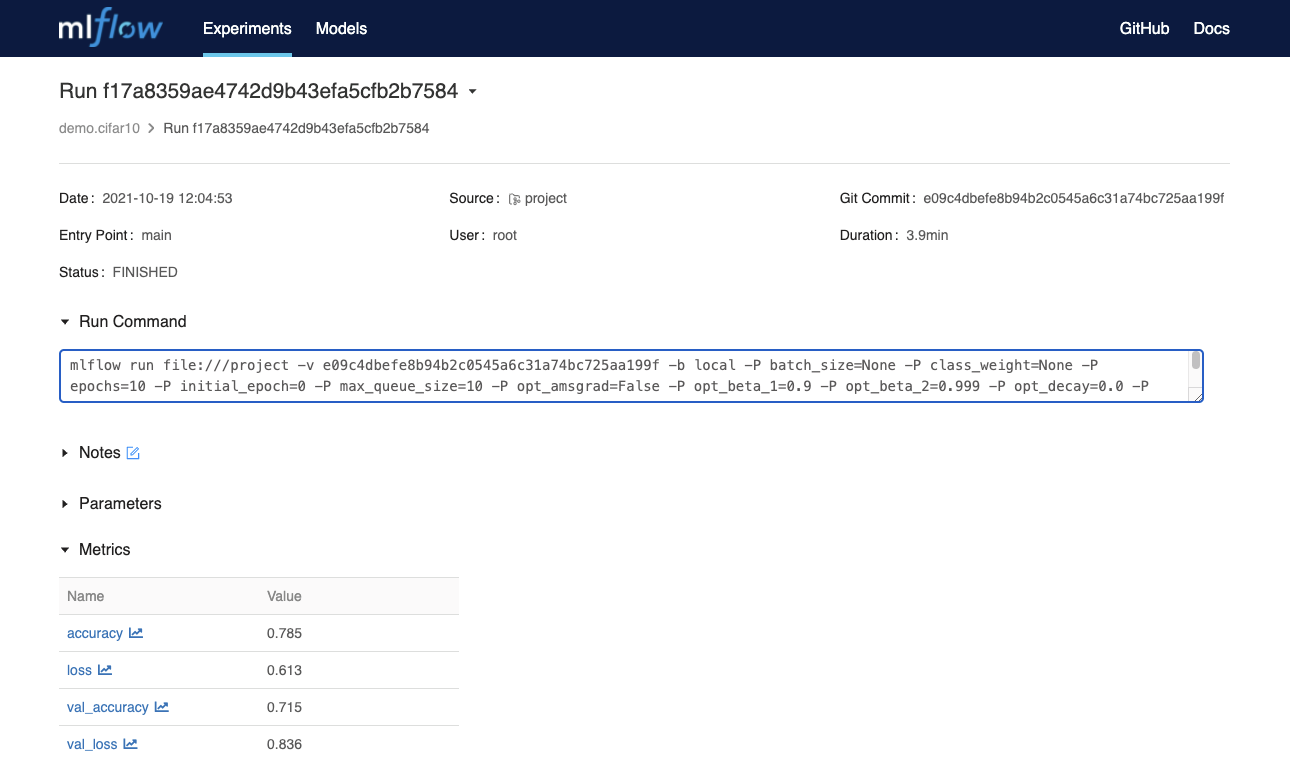 mlflow Experiments Models GitHub Docs
Run f17a8359ae4742d9b43efa5cfb2b7584
demo.cifar10 > Run f17a8359ae4742d9b43efa5cfb2b7584
Date: 2021-10-19 12:04:53 Source: project Git Commit: e09c4dbefe8b94b2c0545a6c31a74bc725aa199f
Entry Point: main User: root Duration: 3.9min
Status: FINISHED
Run Command
mlflow run file:///project -v e09c4dbefe8b94b2c0545a6c31a74bc725aa199f -b local -P batch_size=None -P class_weight=None -P
epochs=10 -P initial_epoch=0 -P max_queue_size=10 -P opt_amsgrad=False -P opt_beta_1=0.9 -P opt_beta_2=0.999 -P opt_decay=0.0 -P
Notes
Parameters
Metrics
Name Value
accuracy 0.785
loss 0.613
val_accuracy 0.715
val_loss 0.836